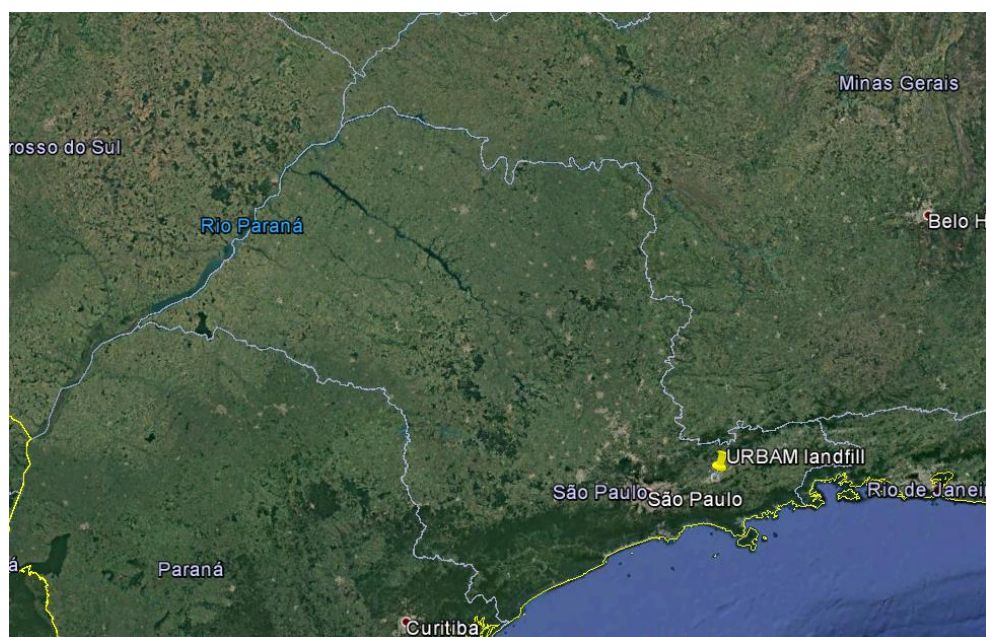 Minas Gerais
rosso do Sul
Belo H
Rio Paraná
URBAM landfill
São Paulo
São Paulo
Rio de Janei
á
Paraná
Curitiba